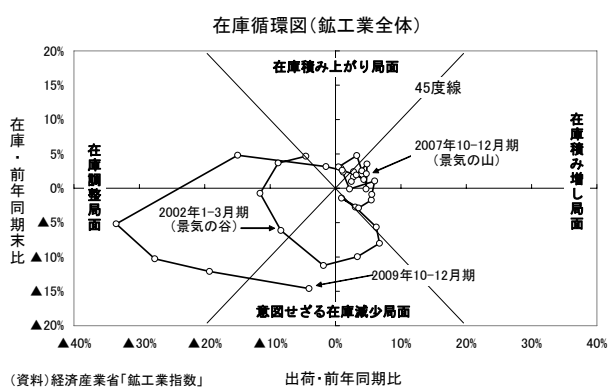 在庫循環図（鉱工業全体）
20%
15%
10%
5%
0%
▲5%
▲10%
▲15%
▲20%
▲40%
▲30%
▲20%
▲10%
0%
10%
20%
30%
40%
在庫・前年同期末比
出荷・前年同期比
在庫積み上がり局面
45度線
在庫調整局面
在庫積み増し局面
2007年10-12月期
（景気の山）
2002年1-3月期
（景気の谷）
2009年10-12月期
意図せざる在庫減少局面
（資料）経済産業省「鉱工業指数」